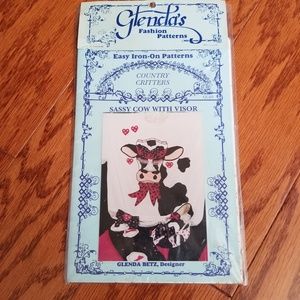 Glenda's
Fashion
Patterns
Easy Iron-On Patterns
COUNTRY
CRITTERS
SASSY COW WITH VISOR
GLENDA BETZ, Designer